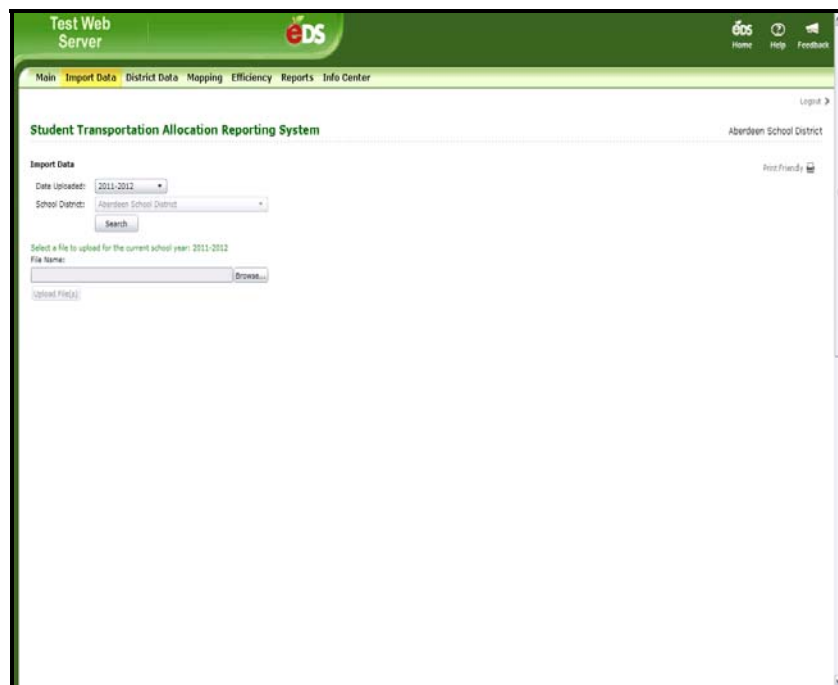 Test Web
Server
eDS
eDS
Home Help Feedback
Main Import Data District Data Mapping Efficiency Reports Info Center
Logout
Student Transportation Allocation Reporting System
Aberdeen School District
Import Data
Print Friendly
Date Uploaded: 2011-2012
School District: Aberdeen School District
Search
Select a file to upload for the current school year: 2011-2012
File Name:
Browse...
Upload File(s)